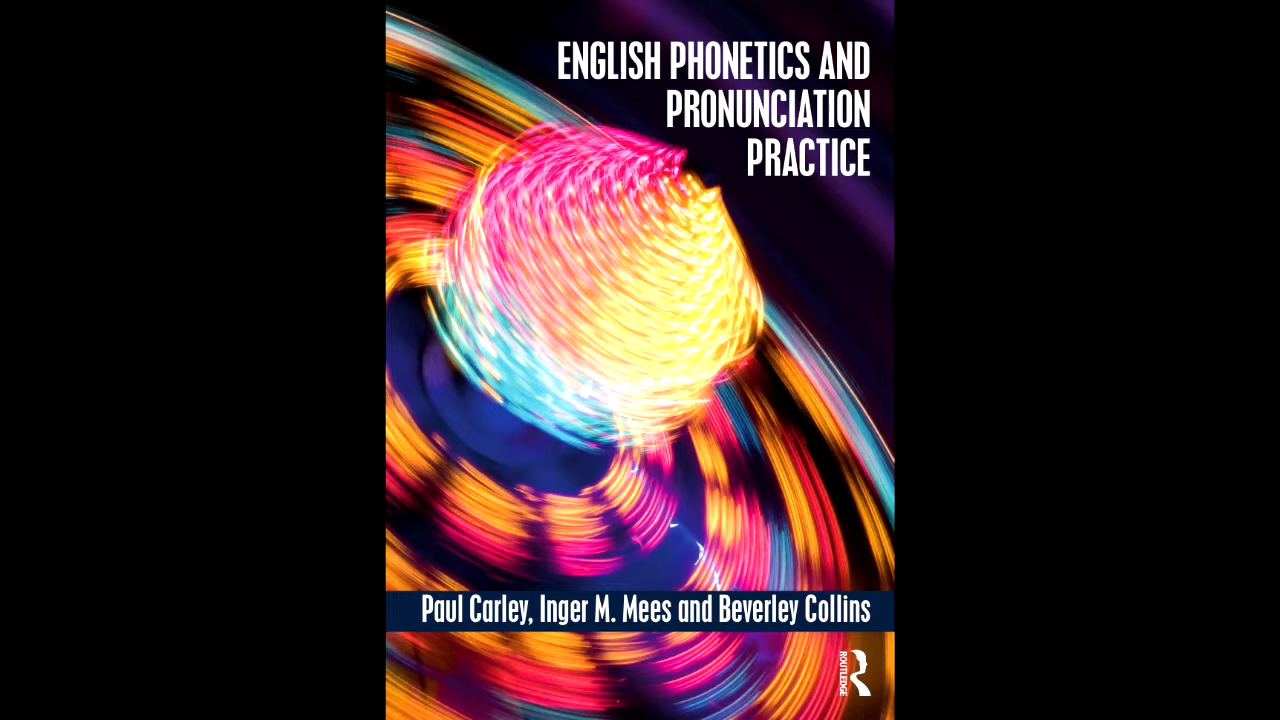 ENGLISH PHONETICS AND
PRONUNCIATION
PRACTICE
Paul Carley, Inger M. Mees and Beverley Collins
ROUTLEDGE